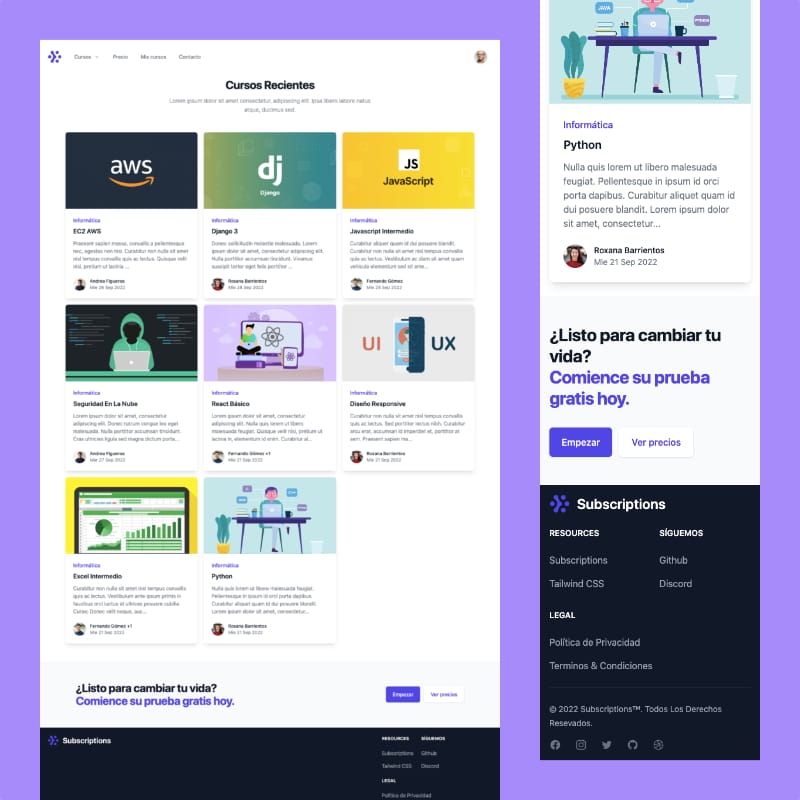 Cursos
Precio
Mis cursos
Contacto
Cursos Recientes
Lorem ipsum dolor sit amet consectetur, adipisicing elit. Ipsa libero labore natus
atque, ducimus sed.
aws
dj
Django
JS
JavaScript
Informática
EC2 AWS
Praesent sapien massa, convallis a pellentesque
nec, egestas non nisi. Curabitur non nulla sit amet
nisl tempus convallis quis ac lectus. Quisque velit
nisi, pretium ut lacinia ...
Andrea Figueroa
Mie 28 Sep 2022
Informática
Django 3
Donec sollicitudin molestie malesuada. Lorem
ipsum dolor sit amet, consectetur adipiscing elit.
Nulla porttitor accumsan tincidunt. Vivamus
suscipit tortor eget felis porttitor ...
Roxana Barrientos
Mie 28 Sep 2022
Informática
Javascript Intermedio
Curabitur aliquet quam id dui posuere blandit.
Lorem ipsum dolor sit amet, consectetur adipiscing
elit. Vestibulum ac diam sit amet quam
vehicula elementum sed sit ame...
Fernando Gómez
Mie 28 Sep 2022
UI
UX
Informática
Seguridad En La Nube
Lorem ipsum dolor sit amet, consectetur
adipiscing elit. Donec rutrum congue leo eget
malesuada. Nulla porttitor accumsan tincidunt.
Cras ultricies ligula sed magna dictum porta...
Andrea Figueroa
Mie 27 Sep 2022
Informática
React Básico
Curabitur non nulla sit amet nisl tempus
convallis quis ac lectus. Nulla quis lorem ut libero
malesuada feugiat. Quisque velit nisi, pretium ut
lacinia in, elementum id enim. Curabitur al...
Fernando Gómez +1
Informática
Diseño Responsive
Curabitur non nulla sit amet nisl tempus convallis
quis ac lectus. Sed porttitor lectus nibh. Curabitur
arcu erat, accumsan id imperdiet et, porttitor at
sem. Praesent sapien ma...
Roxana Barrientos
Mie 21 Sep 2022
Informática
Excel Intermedio
Curabitur non nulla sit amet nisl tempus convallis
quis ac lectus. Vestibulum ante ipsum primis in
faucibus orci luctus et ultrices posuere cubilia
Curae; Donec velit neque, auc...
Fernando Gómez +1
Mie 21 Sep 2022
Informática
Python
Nulla quis lorem ut libero malesuada feugiat.
Pellentesque in ipsum id orci porta dapibus.
Curabitur aliquet quam id dui posuere blandit.
Lorem ipsum dolor sit amet, consectetur...
Roxana Barrientos
Mie 21 Sep 2022
¿Listo para cambiar tu vida?
Comience su prueba gratis hoy.
Empezar
Ver precios
Subscriptions
RESOURCES
SÍGUEMOS
Subscriptions
Github
Tailwind CSS
Discord
LEGAL
Política de Privacidad
JAVA
Informática
Python
Nulla quis lorem ut libero malesuada
feugiat. Pellentesque in ipsum id orci
porta dapibus. Curabitur aliquet quam id
dui posuere blandit. Lorem ipsum dolor
sit amet, consectetur...
Roxana Barrientos
Mie 21 Sep 2022
¿Listo para cambiar tu
vida?
Comience su prueba
gratis hoy.
Empezar
Ver precios
Subscriptions
RESOURCES
SÍGUEMOS
Subscriptions
Github
Tailwind CSS
Discord
LEGAL
Política de Privacidad
Terminos & Condiciones
© 2022 Subscriptions™. Todos Los Derechos
Resevados.